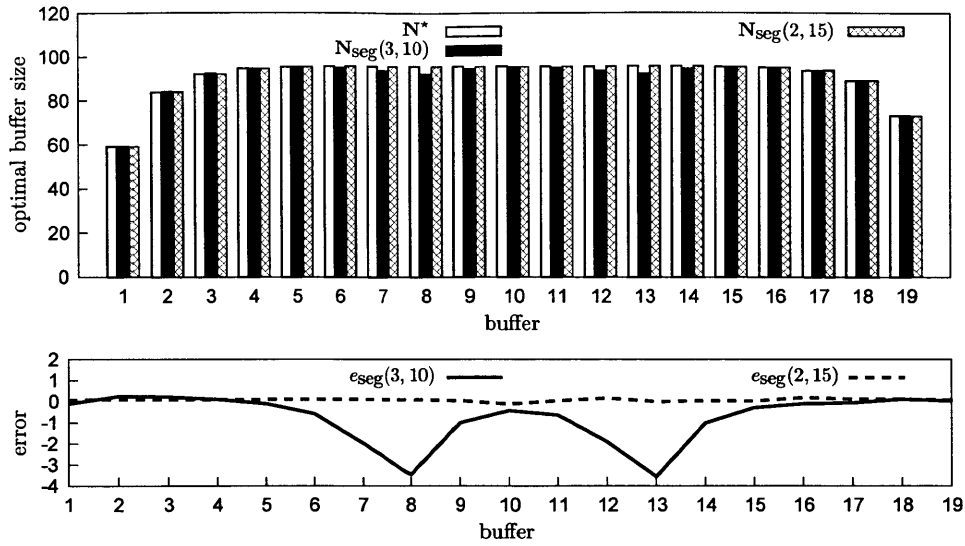 120
100
80
60
40
20
0
optimal buffer size
N*
N_seg(3, 10)
N_seg(2, 15)
1 2 3 4 5 6 7 8 9 10 11 12 13 14 15 16 17 18 19
buffer
2
1
0
-1
-2
-3
-4
error
e_seg(3, 10)
e_seg(2, 15)
1 2 3 4 5 6 7 8 9 10 11 12 13 14 15 16 17 18 19
buffer